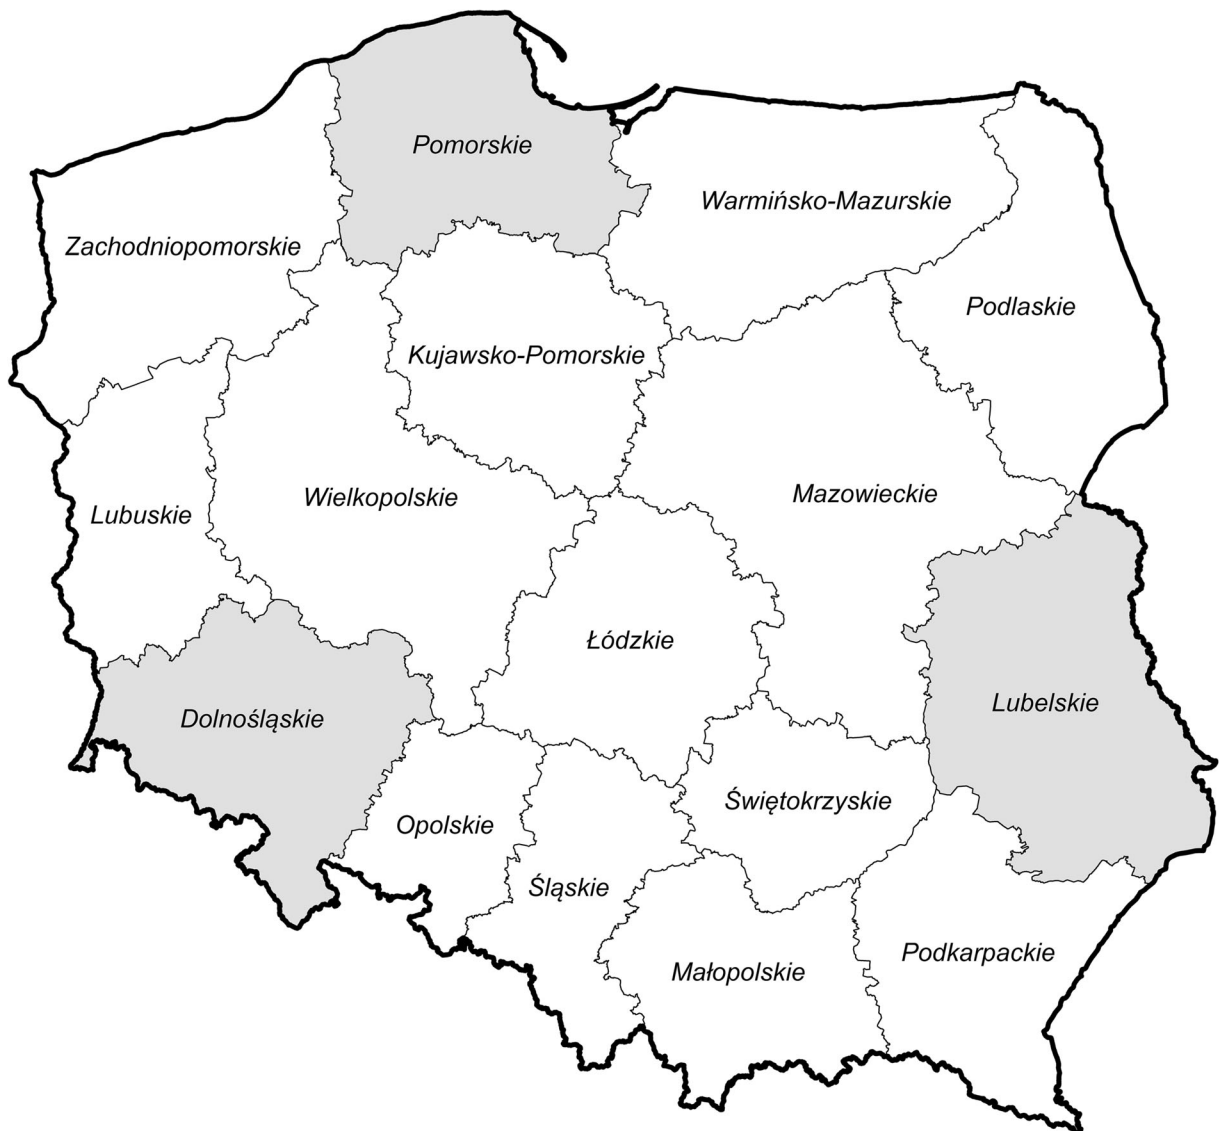 Pomorskie
Warmińsko-Mazurskie
Zachodniopomorskie
Podlaskie
Kujawsko-Pomorskie
Mazowieckie
Wielkopolskie
Lubuskie
Łódzkie
Lubelskie
Dolnośląskie
Świętokrzyskie
Opolskie
Śląskie
Podkarpackie
Małopolskie